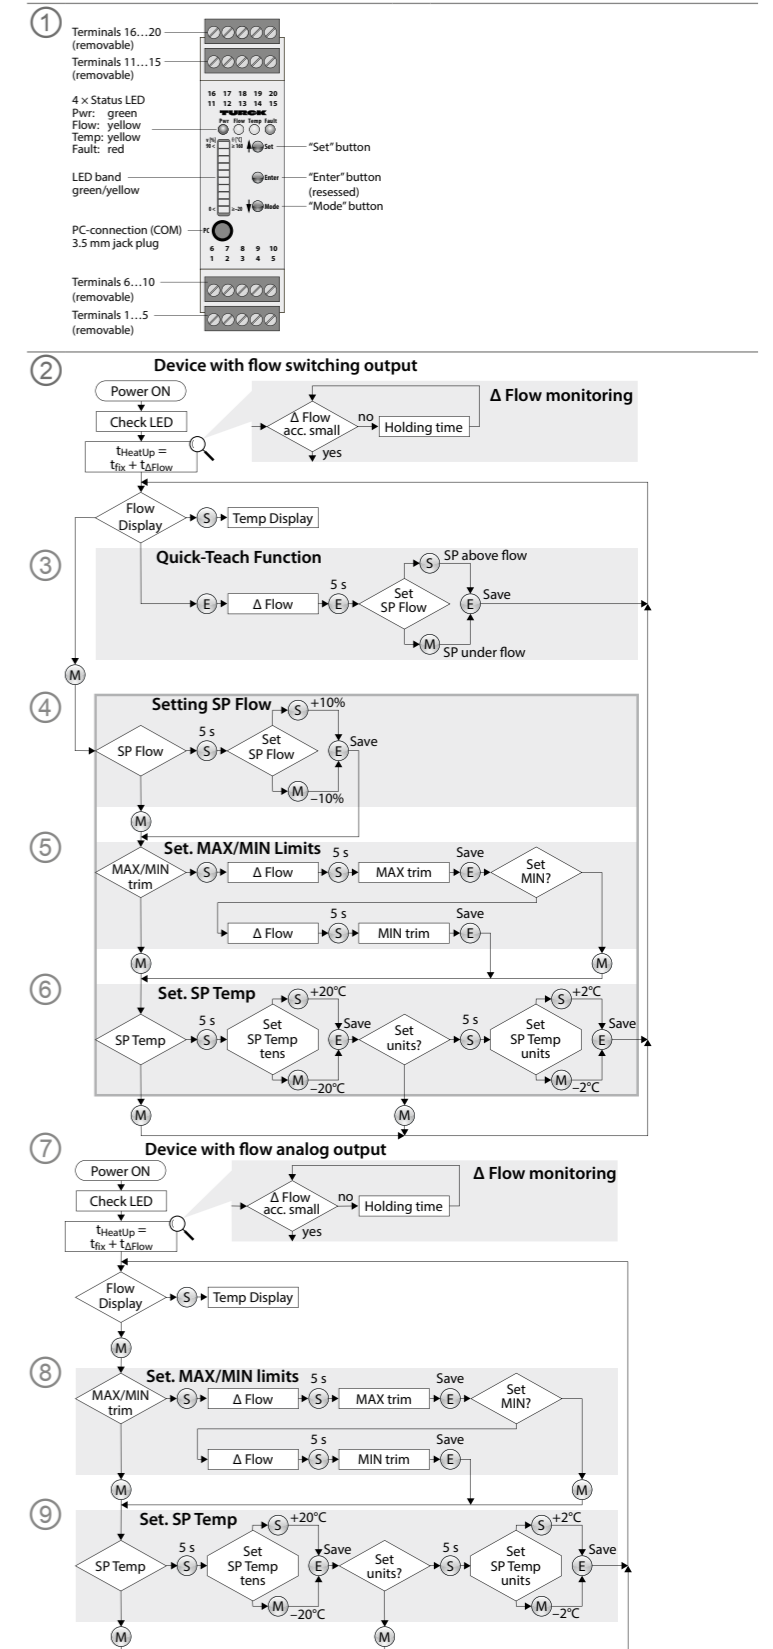 1
Terminals 16…20
(removable)
Terminals 11…15
(removable)
4 × Status LED
Pwr: green
Flow: yellow
Temp: yellow
Fault: red
LED band
green/yellow
PC-connection (COM)
3.5 mm jack plug
Terminals 6…10
(removable)
Terminals 1…5
(removable)
16 17 18 19 20
11 12 13 14 15
TURCK
Pwr Flow Temp Fault
90 <
≥ 160
Set
Enter
0 <
≥–20
Mode
PC
6 7 8 9 10
1 2 3 4 5
“Set” button
“Enter” button
(resessed)
“Mode” button
2
Device with flow switching output
Power ON
Check LED
tHeatUp =
tfix + tΔFlow
Δ Flow monitoring
Δ Flow
acc. small
no
Holding time
yes
Flow
Display
S
Temp Display
3
Quick-Teach Function
E
Δ Flow
5 s
E
Set
SP Flow
S
SP above flow
E
Save
M
SP under flow
M
4
Setting SP Flow
SP Flow
5 s
S
Set
SP Flow
S
+10%
E
Save
M
–10%
M
5
Set. MAX/MIN Limits
MAX/MIN
trim
S
Δ Flow
5 s
S
MAX trim
Save
E
Set
MIN?
Δ Flow
5 s
S
MIN trim
Save
E
M
M
6
Set. SP Temp
SP Temp
5 s
S
Set
SP Temp
tens
S
+20°C
E
Save
M
–20°C
Set
units?
5 s
S
Set
SP Temp
units
S
+2°C
E
Save
M
–2°C
M
M
7
Device with flow analog output
Power ON
Check LED
tHeatUp =
tfix + tΔFlow
Δ Flow monitoring
Δ Flow
acc. small
no
Holding time
yes
Flow
Display
S
Temp Display
M
8
Set. MAX/MIN limits
MAX/MIN
trim
S
Δ Flow
5 s
S
MAX trim
Save
E
Set
MIN?
Δ Flow
5 s
S
MIN trim
Save
E
M
M
9
Set. SP Temp
SP Temp
5 s
S
Set
SP Temp
tens
S
+20°C
E
Save
M
–20°C
Set
units?
5 s
S
Set
SP Temp
units
S
+2°C
E
Save
M
–2°C
M
M